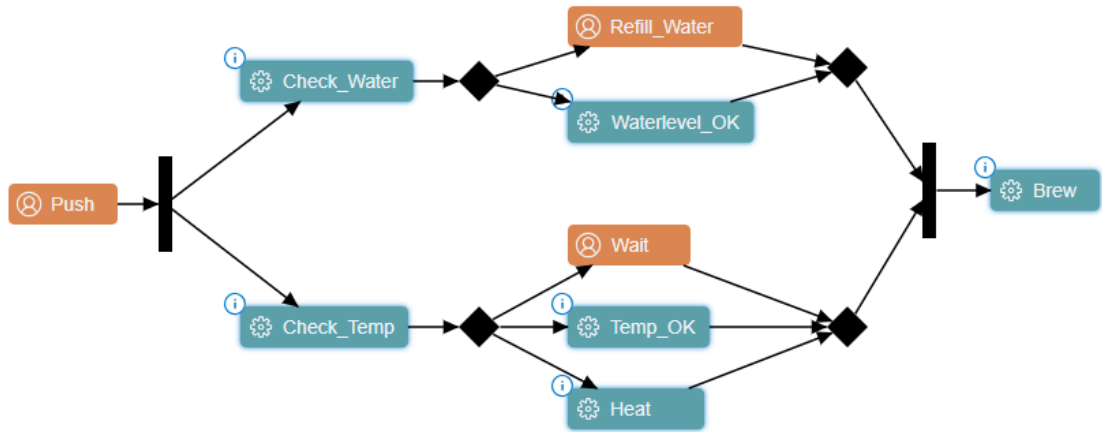 Refill_Water
Check_Water
Waterlevel_OK
Push
Brew
Wait
Check_Temp
Temp_OK
Heat